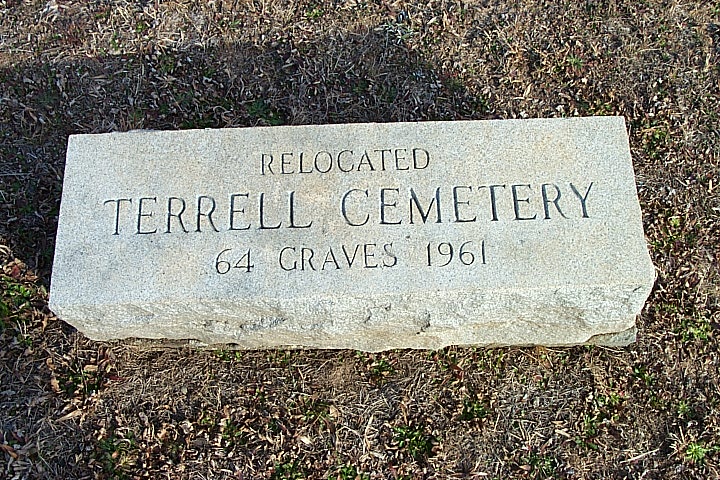 RELOCATED
TERRELL CEMETERY
64 GRAVES 1961